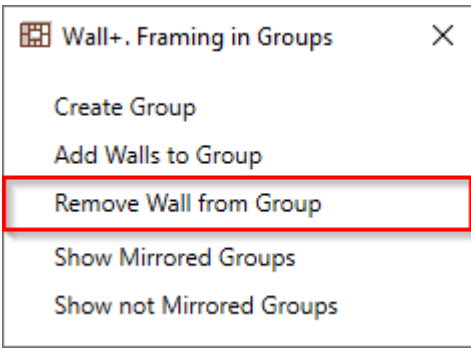 Wall+. Framing in Groups
Create Group
Add Walls to Group
Remove Wall from Group
Show Mirrored Groups
Show not Mirrored Groups